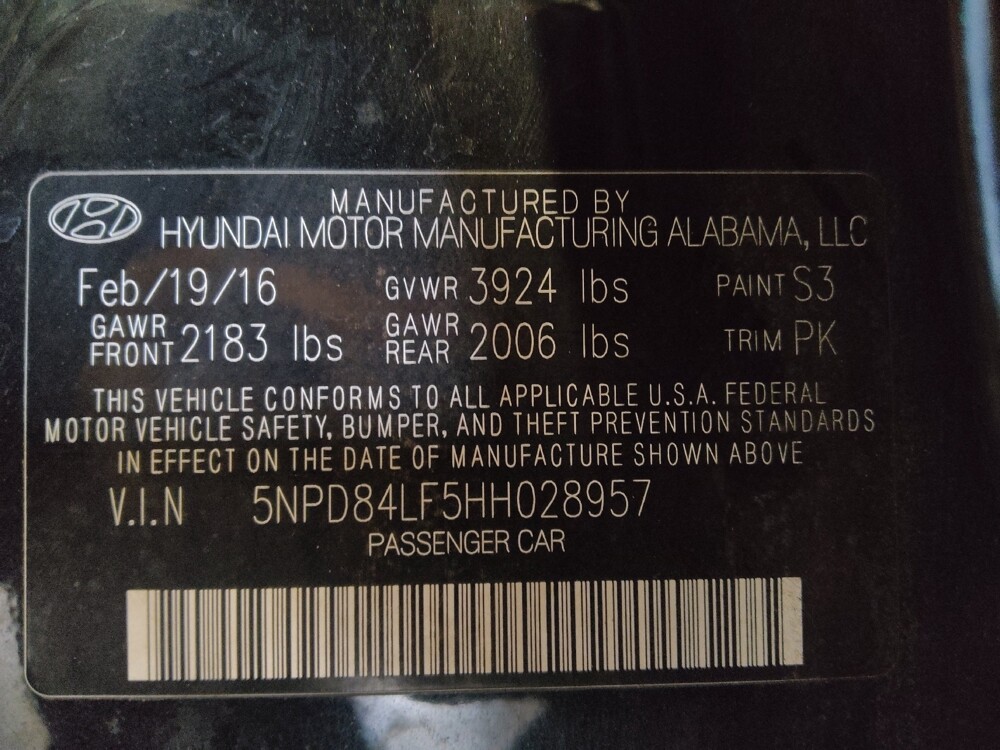 MANUFACTURED BY
HYUNDAI MOTOR MANUFACTURING ALABAMA, LLC
Feb/19/16 GVWR 3924 lbs PAINT S3
GAWR FRONT 2183 lbs GAWR REAR 2006 lbs TRIM PK
THIS VEHICLE CONFORMS TO ALL APPLICABLE U.S.A. FEDERAL
MOTOR VEHICLE SAFETY, BUMPER, AND THEFT PREVENTION STANDARDS
IN EFFECT ON THE DATE OF MANUFACTURE SHOWN ABOVE
V.I.N 5NPD84LF5HH028957
PASSENGER CAR